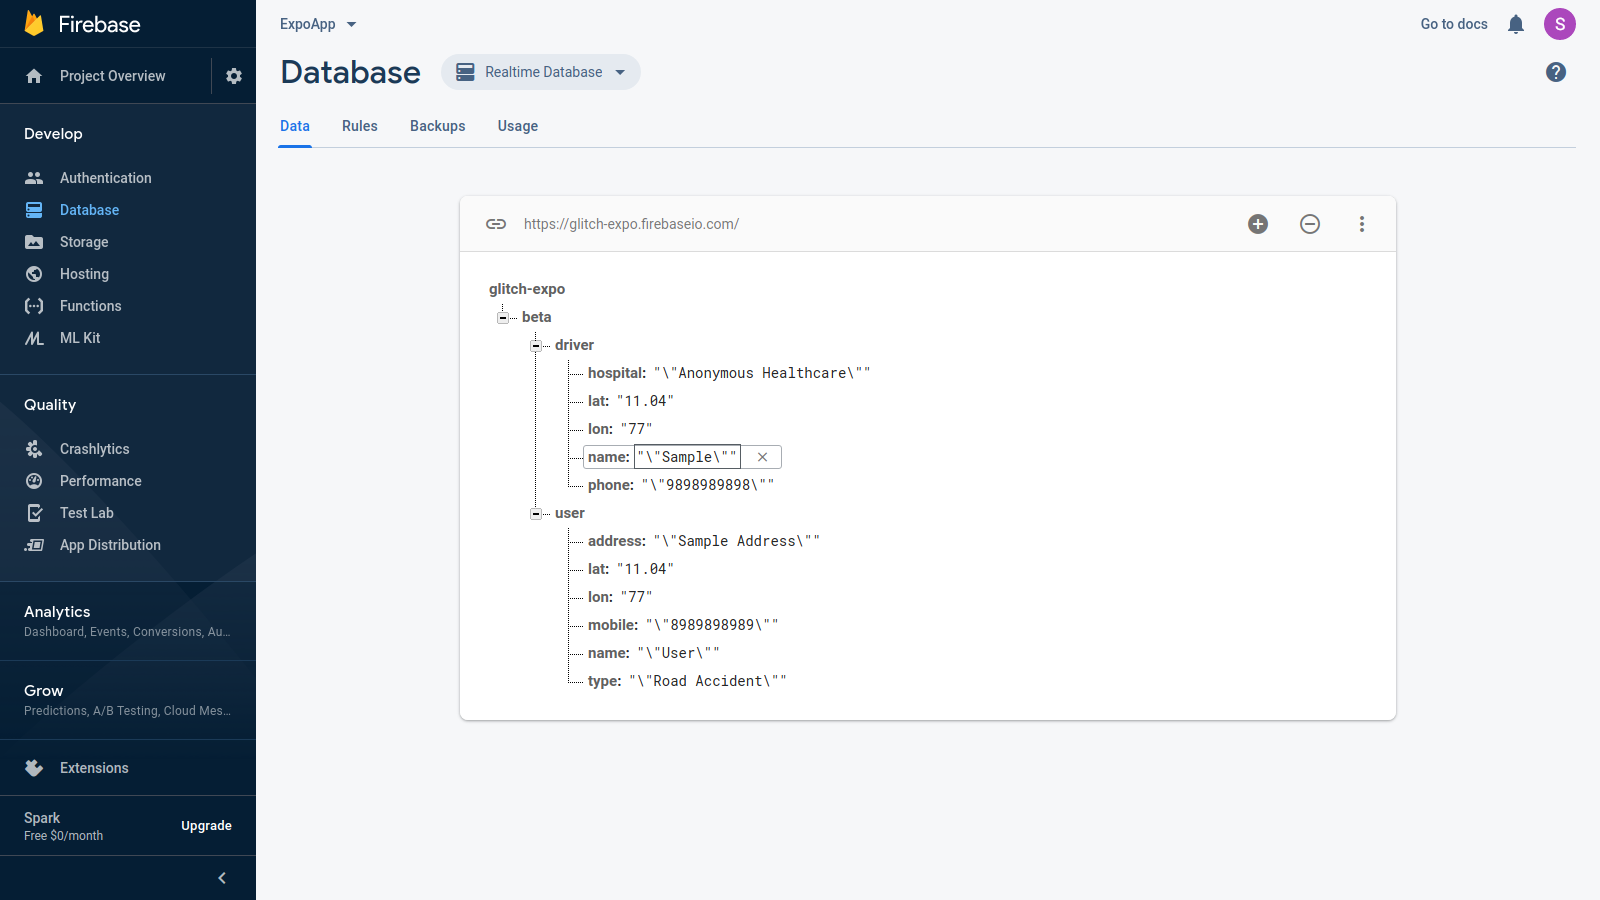 Firebase
ExpoApp
Go to docs
S
Project Overview
Database
Realtime Database
?
Data Rules Backups Usage
Develop
Authentication
Database
Storage
Hosting
Functions
ML Kit
Quality
Crashlytics
Performance
Test Lab
App Distribution
Analytics
Dashboard, Events, Conversions, Au...
Grow
Predictions, A/B Testing, Cloud Mes...
Extensions
Spark
Free $0/month
Upgrade
https://glitch-expo.firebaseio.com/
glitch-expo
beta
driver
hospital: "\"Anonymous Healthcare\""
lat: "11.04"
lon: "77"
name: "\"Sample\""
phone: "\"9898989898\""
user
address: "\"Sample Address\""
lat: "11.04"
lon: "77"
mobile: "\"8989898989\""
name: "\"User\""
type: "\"Road Accident\""